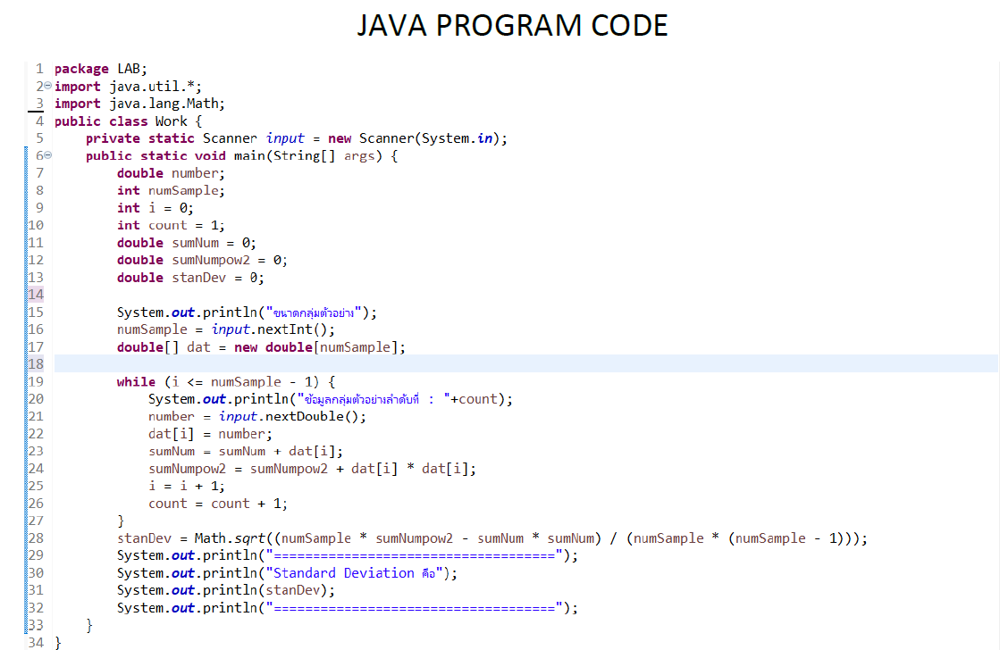 JAVA PROGRAM CODE
1 package LAB;
2 import java.util.*;
3 import java.lang.Math;
4 public class Work {
5     private static Scanner input = new Scanner(System.in);
6     public static void main(String[] args) {
7         double number;
8         int numSample;
9         int i = 0;
10         int count = 1;
11         double sumNum = 0;
12         double sumNumpow2 = 0;
13         double stanDev = 0;
14
15         System.out.println("ขนาดกลุ่มตัวอย่าง");
16         numSample = input.nextInt();
17         double[] dat = new double[numSample];
18
19         while (i <= numSample - 1) {
20             System.out.println("ข้อมูลกลุ่มตัวอย่างลำดับที่ : "+count);
21             number = input.nextDouble();
22             dat[i] = number;
23             sumNum = sumNum + dat[i];
24             sumNumpow2 = sumNumpow2 + dat[i] * dat[i];
25             i = i + 1;
26             count = count + 1;
27         }
28         stanDev = Math.sqrt((numSample * sumNumpow2 - sumNum * sumNum) / (numSample * (numSample - 1)));
29         System.out.println("====================================");
30         System.out.println("Standard Deviation คือ");
31         System.out.println(stanDev);
32         System.out.println("====================================");
33     }
34 }